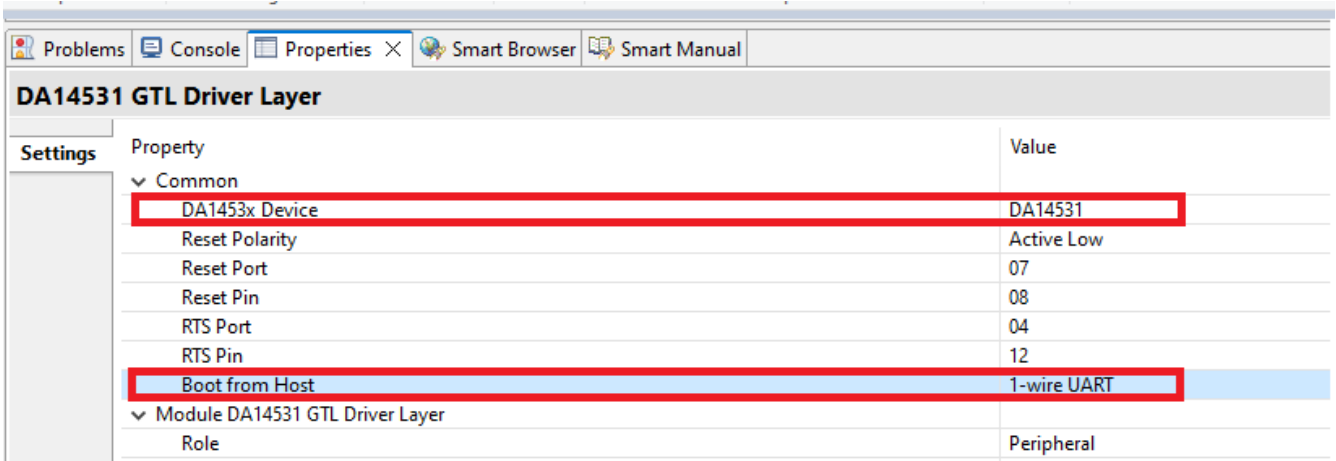 Problems Console Properties Smart Browser Smart Manual
DA14531 GTL Driver Layer
Settings
Property Value
Common
DA1453x Device DA14531
Reset Polarity Active Low
Reset Port 07
Reset Pin 08
RTS Port 04
RTS Pin 12
Boot from Host 1-wire UART
Module DA14531 GTL Driver Layer
Role Peripheral